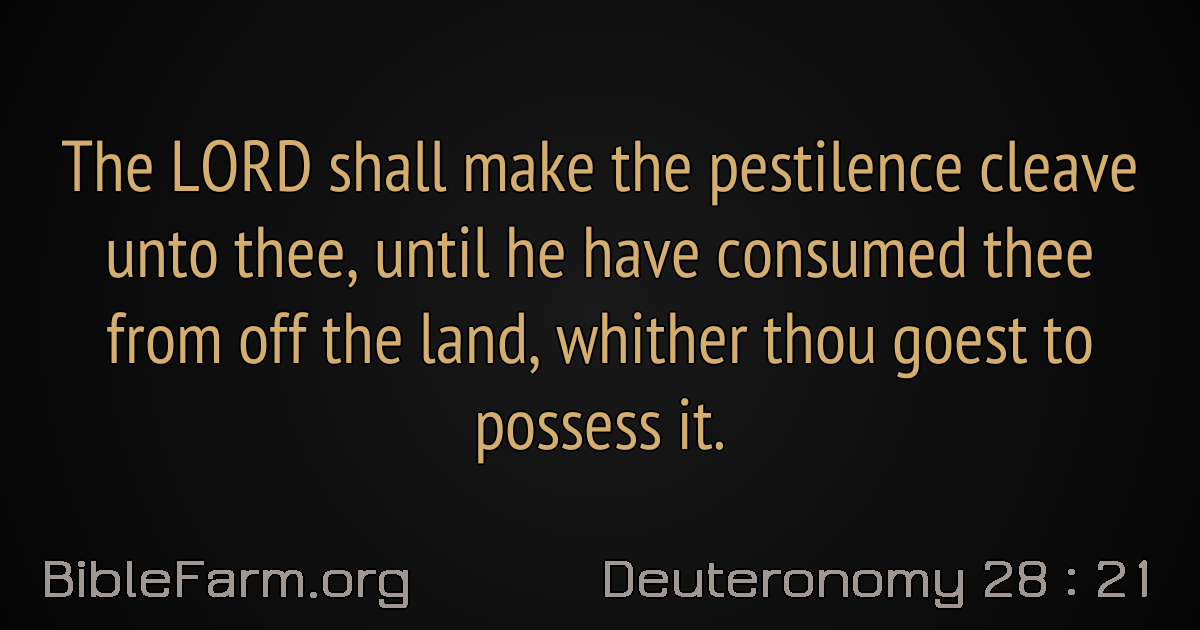 The LORD shall make the pestilence cleave
unto thee, until he have consumed thee
from off the land, whither thou goest to
possess it.
BibleFarm.org
Deuteronomy 28 : 21